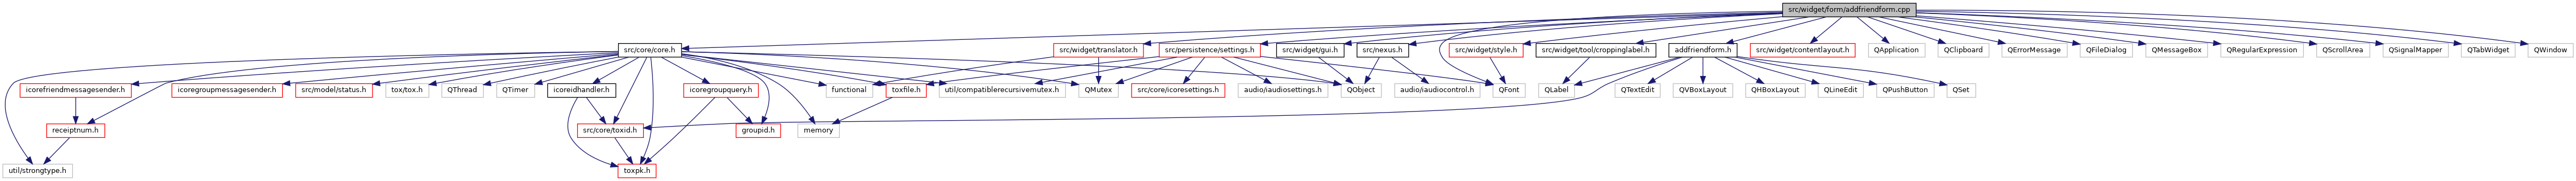 src/widget/form/addfriendform.cpp
src/core/core.h
src/widget/translator.h
src/persistence/settings.h
src/widget/gui.h
src/nexus.h
src/widget/style.h
src/widget/tool/croppinglabel.h
addfriendform.h
src/widget/contentlayout.h
QApplication
QClipboard
QErrorMessage
QFileDialog
QMessageBox
QRegularExpression
QScrollArea
QSignalMapper
QTabWidget
QWindow
icorefriendmessagesender.h
icoregroupmessagesender.h
src/model/status.h
tox/tox.h
QThread
QTimer
icoreidhandler.h
icoregroupquery.h
functional
toxfile.h
util/compatiblerecursivemutex.h
QMutex
src/core/icoresettings.h
audio/iaudiosettings.h
QObject
audio/iaudiocontrol.h
QFont
QLabel
QTextEdit
QVBoxLayout
QHBoxLayout
QLineEdit
QPushButton
QSet
receiptnum.h
src/core/toxid.h
groupid.h
memory
util/strongtype.h
toxpk.h